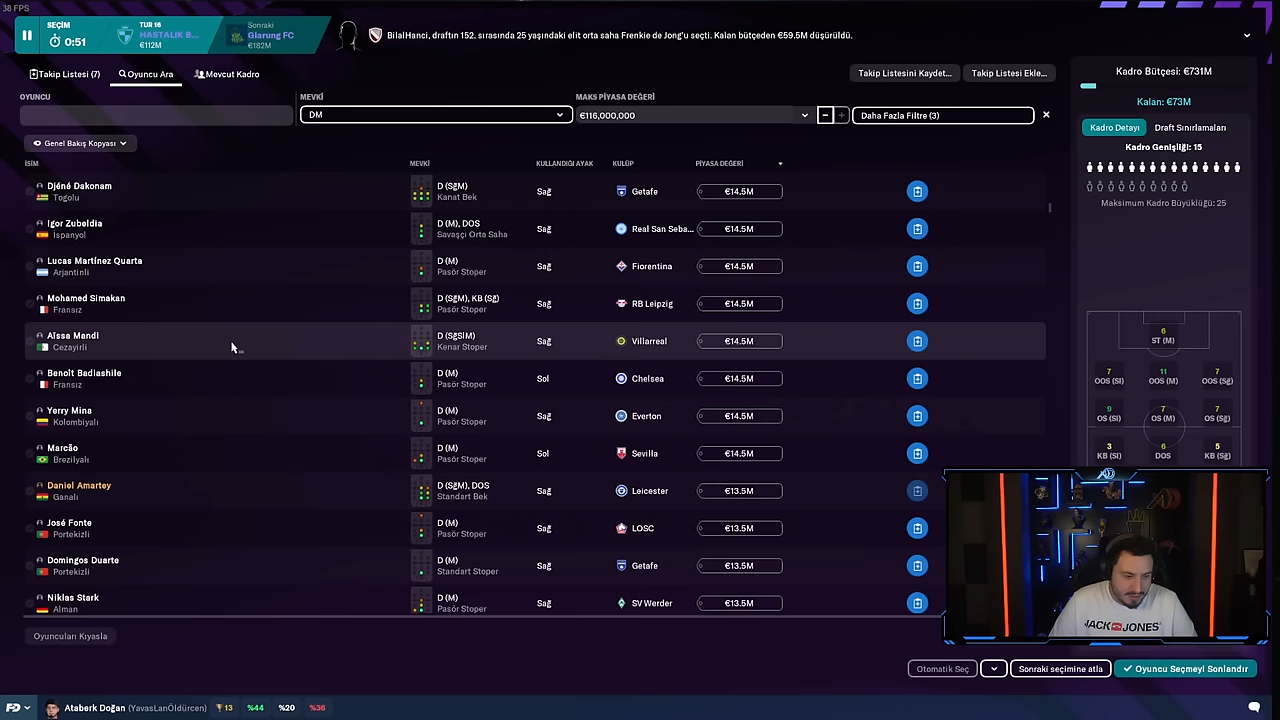 38 FPS
SEÇİM
0:51
TUR 16
HASTALIK B...
€112M
Sonraki
Glarung FC
€182M
BilalHanci, draftın 152. sırasında 25 yaşındaki elit orta saha Frenkie de Jong'u seçti. Kalan bütçeden €59.5M düşürüldü.
Takip Listesi (7)
Oyuncu Ara
Mevcut Kadro
Takip Listesini Kaydet...
Takip Listesi Ekle...
OYUNCU
MEVKİ
MAKS PİYASA DEĞERİ
DM
€116,000,000
Daha Fazla Filtre (3)
Genel Bakış Kopyası
İSİM
MEVKİ
KULLANDIĞI AYAK
KULÜP
PİYASA DEĞERİ
Djéné Dakonam
Togolu
D (SğM)
Kanat Bek
Sağ
Getafe
€14.5M
Igor Zubeldia
İspanyol
D (M), DOS
Savaşçı Orta Saha
Sağ
Real San Seba...
€14.5M
Lucas Martínez Quarta
Arjantinli
D (M)
Pasör Stoper
Sağ
Fiorentina
€14.5M
Mohamed Simakan
Fransız
D (SğM), KB (Sğ)
Pasör Stoper
Sağ
RB Leipzig
€14.5M
Aïssa Mandi
Cezayirli
D (SğSlM)
Kenar Stoper
Sağ
Villarreal
€14.5M
Benoît Badiashile
Fransız
D (M)
Pasör Stoper
Sol
Chelsea
€14.5M
Yerry Mina
Kolombiyalı
D (M)
Pasör Stoper
Sağ
Everton
€14.5M
Marcão
Brezilyalı
D (M)
Pasör Stoper
Sol
Sevilla
€14.5M
Daniel Amartey
Ganalı
D (SğM), DOS
Standart Bek
Sağ
Leicester
€13.5M
José Fonte
Portekizli
D (M)
Pasör Stoper
Sağ
LOSC
€13.5M
Domingos Duarte
Portekizli
D (M)
Standart Stoper
Sağ
Getafe
€13.5M
Niklas Stark
Alman
D (M)
Pasör Stoper
Sağ
SV Werder
€13.5M
Oyuncuları Kıyasla
Kadro Bütçesi: €731M
Kalan: €73M
Kadro Detayı
Draft Sınırlamaları
Kadro Genişliği: 15
Maksimum Kadro Büyüklüğü: 25
6
ST (M)
7
OOS (Sl)
11
OOS (M)
7
OOS (Sğ)
9
OS (Sl)
7
OS (M)
7
OS (Sğ)
3
KB (Sl)
6
DOS
5
KB (Sğ)
JACK JONES
Otomatik Seç
Sonraki seçimine atla
Oyuncu Seçmeyi Sonlandır
FD
Ataberk Doğan (YavasLanÖldürcen)
13
%44
%20
%36